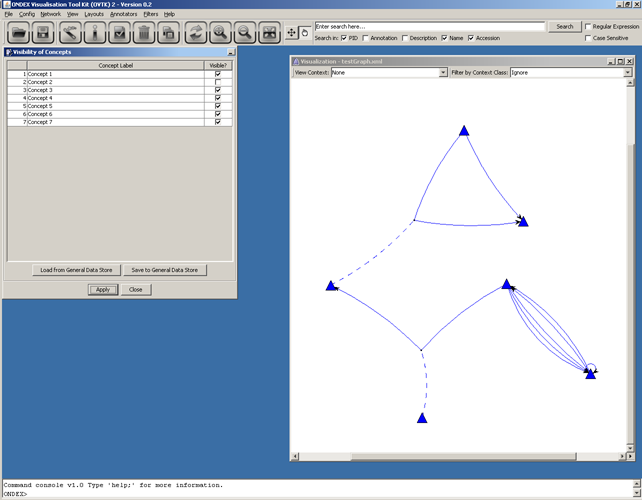 ONDEX Visualisation Tool Kit (OVTK) 2 - Version 0.2
File Config Network View Layouts Annotators Filters Help
Enter search here...
Search
Regular Expression
Search in: PID Annotation Description Name Accession
Case Sensitive
Visibility of Concepts
Concept Label Visible?
1 Concept 1
2 Concept 2
3 Concept 3
4 Concept 4
5 Concept 5
6 Concept 6
7 Concept 7
Load from General Data Store Save to General Data Store
Apply Close
Visualization - testGraph.xml
View Context: None Filter by Context Class: Ignore
Command console v1.0 Type 'help;' for more information.
ONDEX>